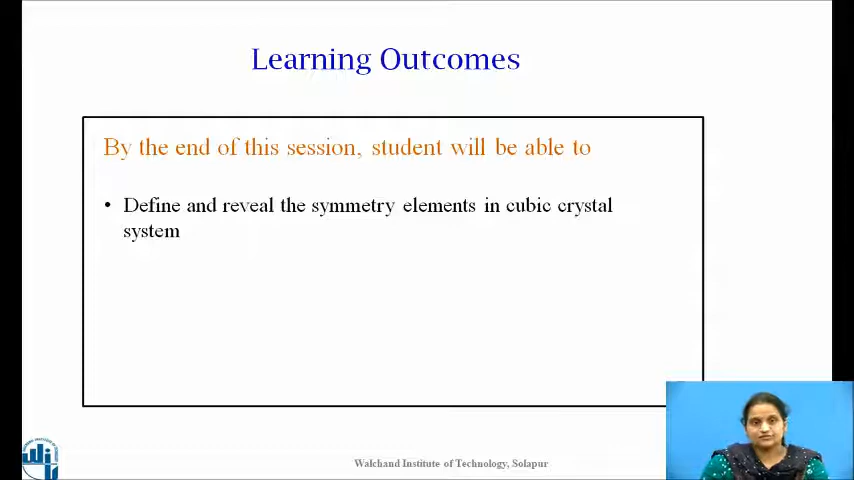 Learning Outcomes
By the end of this session, student will be able to
• Define and reveal the symmetry elements in cubic crystal
system
Walchand Institute of Technology, Solapur